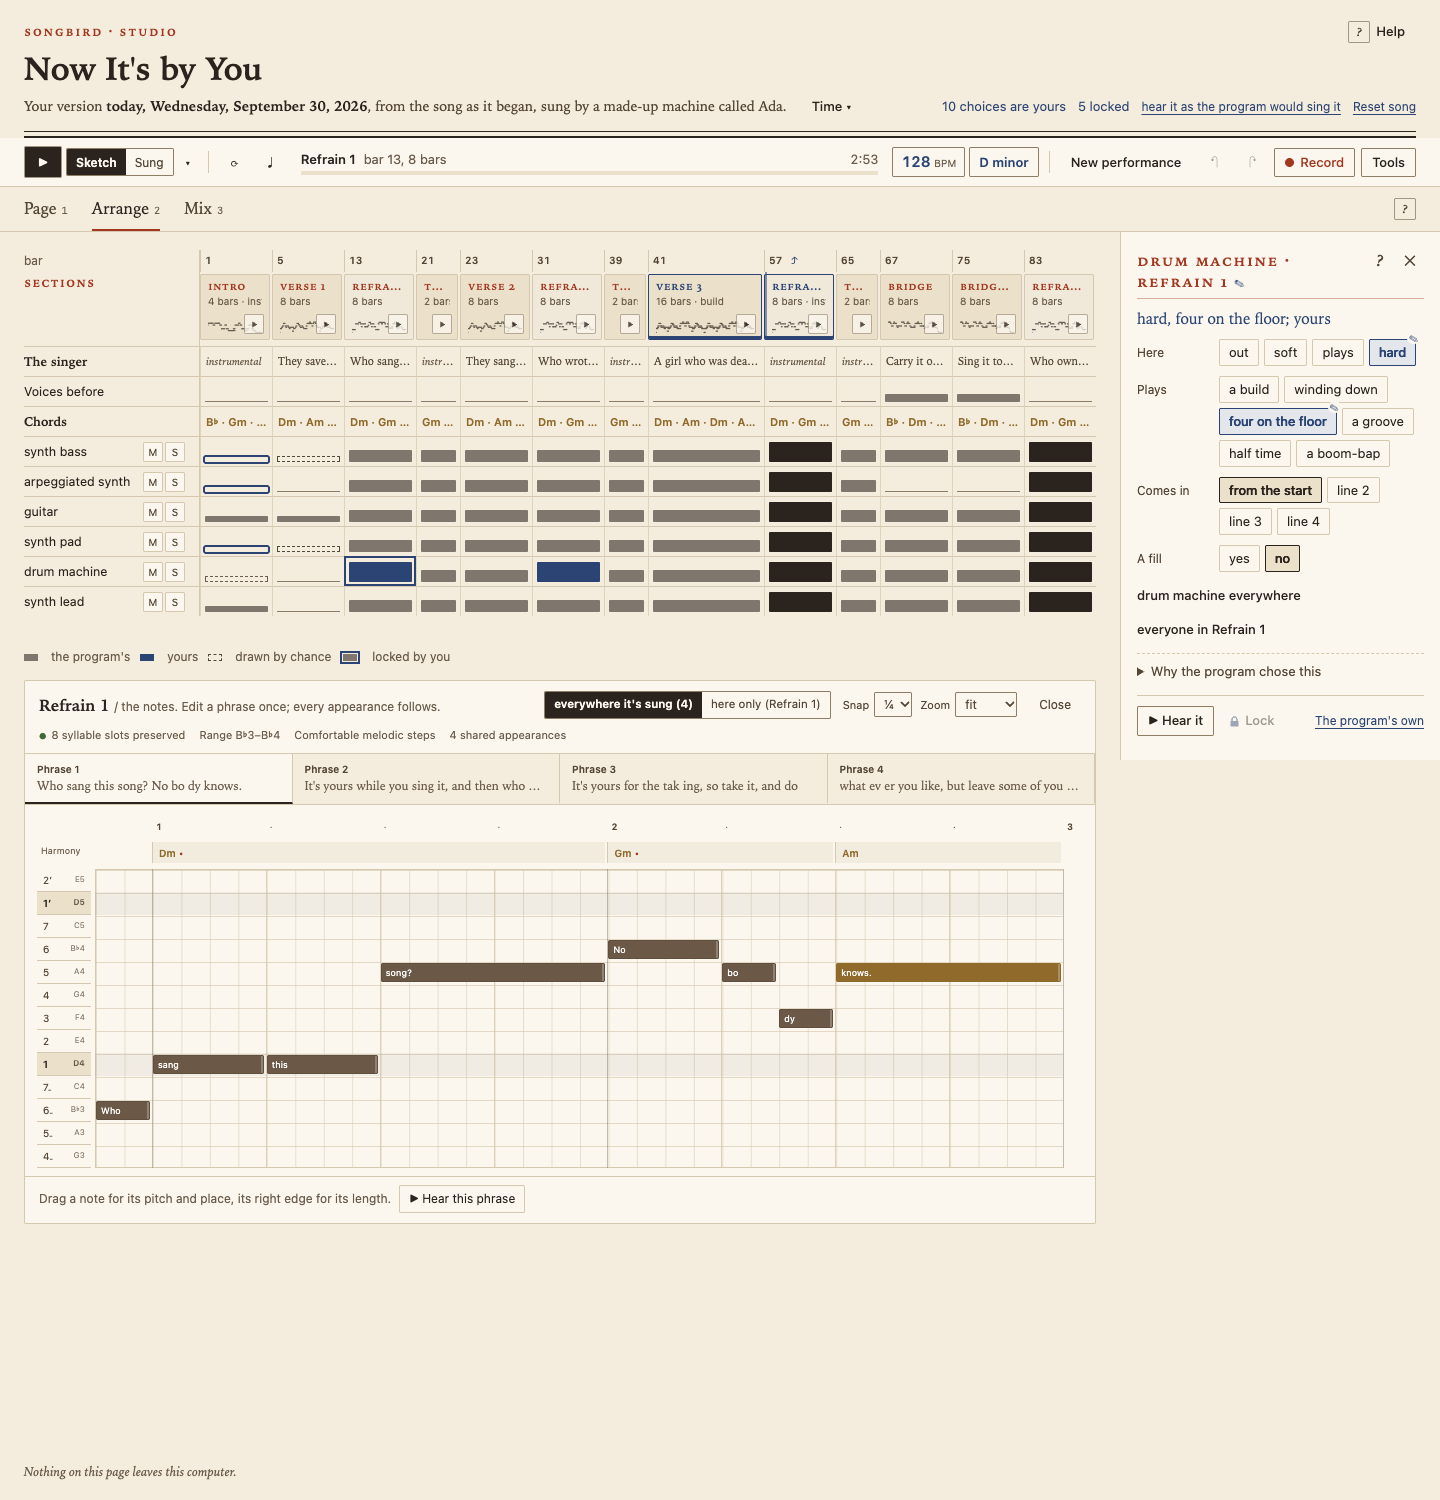 SONGBIRD · STUDIO
? Help
Now It's by You
Your version today, Wednesday, September 30, 2026, from the song as it began, sung by a made-up machine called Ada. Time ▾ 10 choices are yours 5 locked hear it as the program would sing it Reset song
Sketch Sung Refrain 1 bar 13, 8 bars 2:53 128 BPM D minor New performance Record Tools
Page 1 Arrange 2 Mix 3 ?
bar 1 5 13 21 23 31 39 41 57 65 67 75 83
SECTIONS INTRO VERSE 1 REFRA… T… VERSE 2 REFRA… T… VERSE 3 REFRA… T… BRIDGE BRIDG… REFRA…
4 bars · ins 8 bars 8 bars 2 bar 8 bars 8 bars 2 bar 16 bars · build 8 bars · ins 2 bar 8 bars 8 bars 8 bars
The singer instrumental They save… Who sang… instr… They sang… Who wrot… instr… A girl who was dea… instrumental instr… Carry it o… Sing it to… Who own…
Voices before
Chords B♭ · Gm · … Dm · Am … Dm · Gm … Gm … Dm · Am … Dm · Gm … Gm … Dm · Am · Dm · A… Dm · Gm … Gm … B♭ · Dm · … B♭ · Dm · … Dm · Gm …
synth bass M S
arpeggiated synth M S
guitar M S
synth pad M S
drum machine M S
synth lead M S
the program's yours drawn by chance locked by you
DRUM MACHINE ·
REFRAIN 1
? ×
hard, four on the floor; yours
Here out soft plays hard
Plays a build winding down
four on the floor a groove
half time a boom-bap
Comes in from the start line 2
line 3 line 4
A fill yes no
drum machine everywhere
everyone in Refrain 1
Why the program chose this
Hear it Lock The program's own
Refrain 1 / the notes. Edit a phrase once; every appearance follows. everywhere it's sung (4) here only (Refrain 1) Snap ¼ Zoom fit Close
8 syllable slots preserved Range B♭3–B♭4 Comfortable melodic steps 4 shared appearances
Phrase 1 Phrase 2 Phrase 3 Phrase 4
Who sang this song? No bo dy knows. It's yours while you sing it, and then who … It's yours for the tak ing, so take it, and do what ev er you like, but leave some of you …
1 · · · 2 · · · 3
Harmony Dm • Gm • Am
2′ E5
1′ D5
7 C5
6 B♭4 No
5 A4 song? bo knows.
4 G4
3 F4 dy
2 E4
1 D4 sang this
7. C4
6. B♭3 Who
5. A3
4. G3
Drag a note for its pitch and place, its right edge for its length. Hear this phrase
Nothing on this page leaves this computer.